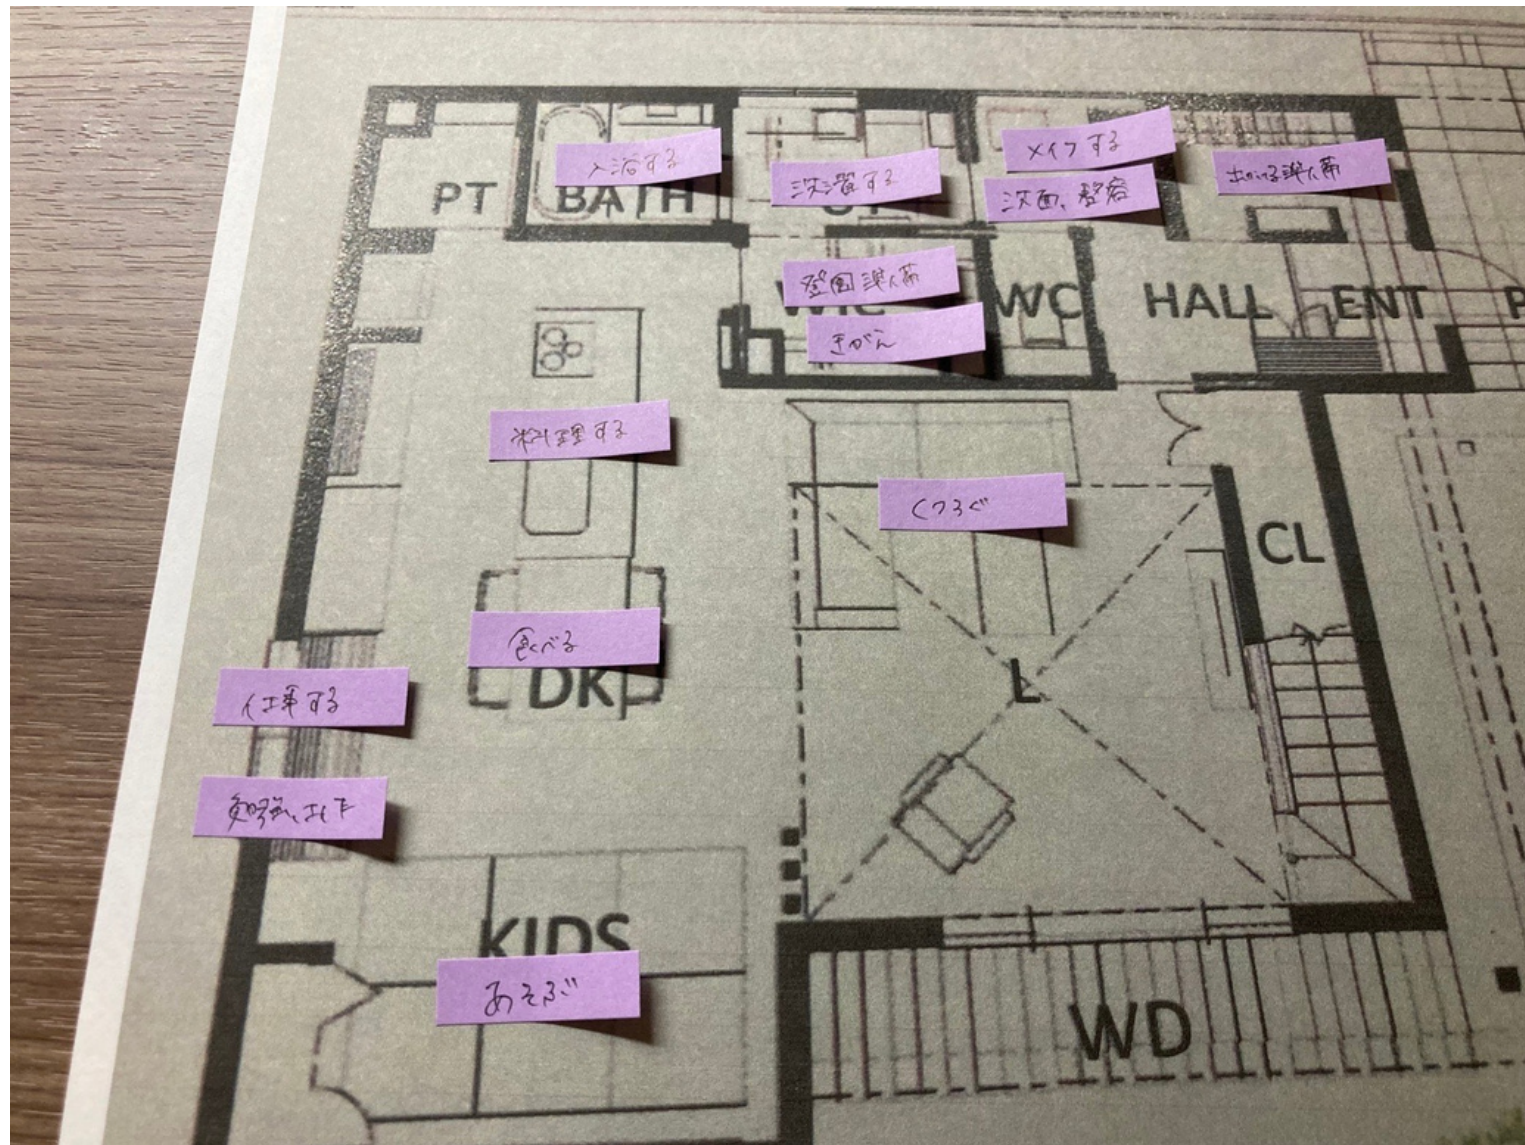 メイクする
入浴する
洗濯する
出かける準備
PT
BATH
洗面、整容
登園準備
WIC
WC
HALL
ENT
P
きがえ
料理する
くつろぐ
CL
食べる
DK
L
仕事する
勉強、お下
KIDS
あそぶ
WD